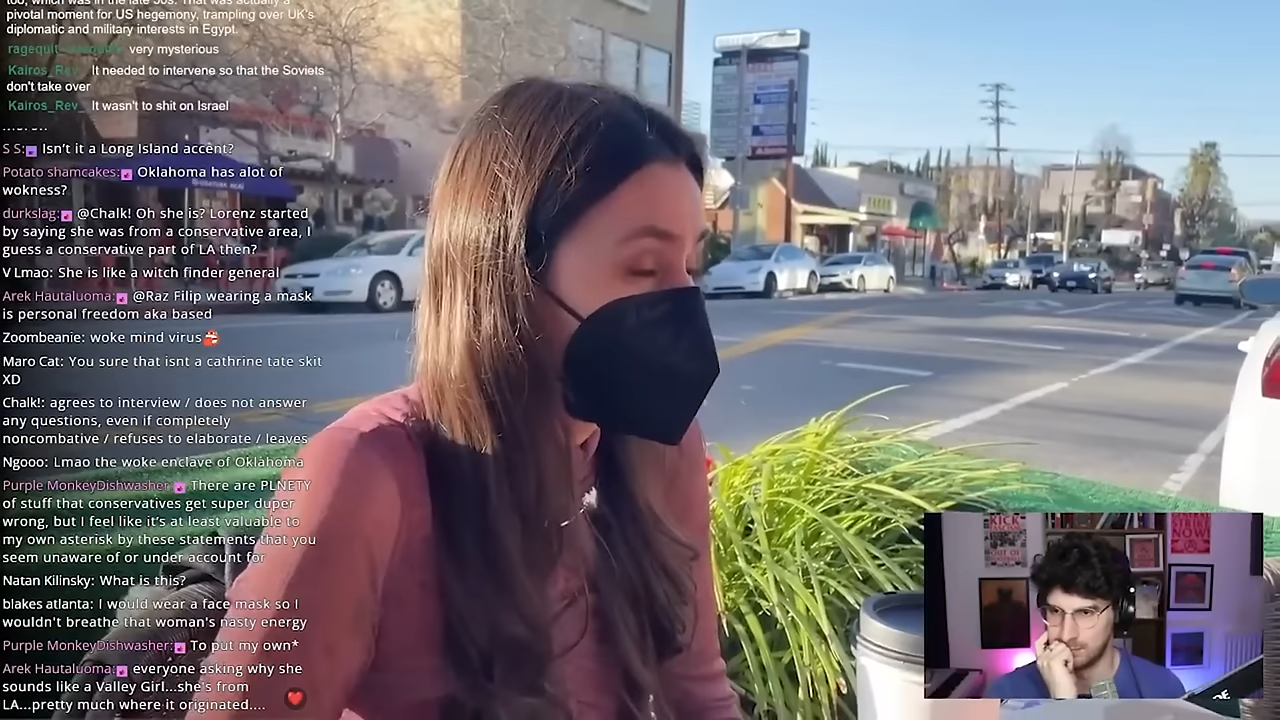 too, which was in the late 50s. That was actually a
pivotal moment for US hegemony, trampling over UK's
diplomatic and military interests in Egypt.
very mysterious
Kairos_Rev_ It needed to intervene so that the Soviets
don't take over
Kairos_Rev_ It wasn't to shit on Israel
S S: Isn't it a Long Island accent?
Potato shamcakes: Oklahoma has alot of
wokness?
durkslag: @Chalk! Oh she is? Lorenz started
by saying she was from a conservative area, I
guess a conservative part of LA then?
V Lmao: She is like a witch finder general
Arek Hautaluoma: @Raz Filip wearing a mask
is personal freedom aka based
Zoombeanie: woke mind virus
Maro Cat: You sure that isnt a cathrine tate skit
XD
Chalk!: agrees to interview / does not answer
any questions, even if completely
noncombative / refuses to elaborate / leaves
Ngooo: Lmao the woke enclave of Oklahoma
Purple MonkeyDishwasher: There are PLNETY
of stuff that conservatives get super duper
wrong, but I feel like it's at least valuable to
my own asterisk by these statements that you
seem unaware of or under account for
Natan Kilinsky: What is this?
blakes atlanta: I would wear a face mask so I
wouldn't breathe that woman's nasty energy
Purple MonkeyDishwasher: To put my own*
Arek Hautaluoma: everyone asking why she
sounds like a Valley Girl...she's from
LA...pretty much where it originated....
KICK
OUT OF
NOW!